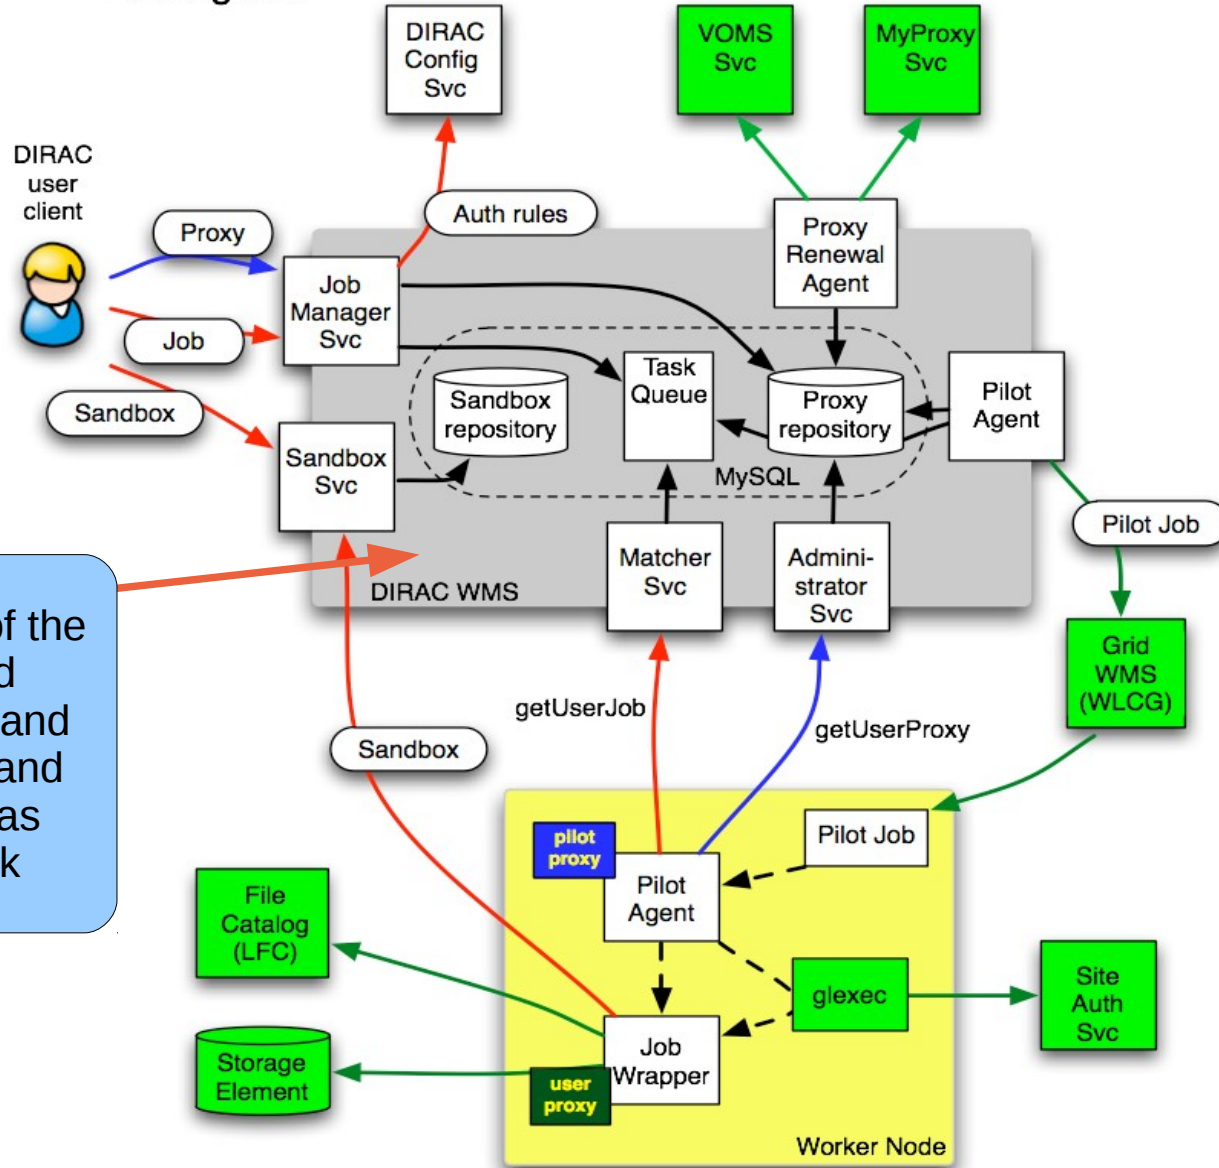 DIRAC
Config
Svc
VOMS
Svc
MyProxy
Svc
DIRAC
user
client
Proxy
Auth rules
Job
Manager
Svc
Proxy
Renewal
Agent
Job
Sandbox
Sandbox
repository
Task
Queue
Proxy
repository
Pilot
Agent
Sandbox
Svc
MySQL
Pilot Job
Matcher
Svc
Admini-
strator
Svc
DIRAC WMS
of the
and
and
as
Grid
WMS
(WLCG)
getUserJob
getUserProxy
Sandbox
pilot
proxy
Pilot Job
Pilot
Agent
File
Catalog
(LFC)
glexec
Site
Auth
Svc
Job
Wrapper
Storage
Element
user
proxy
Worker Node